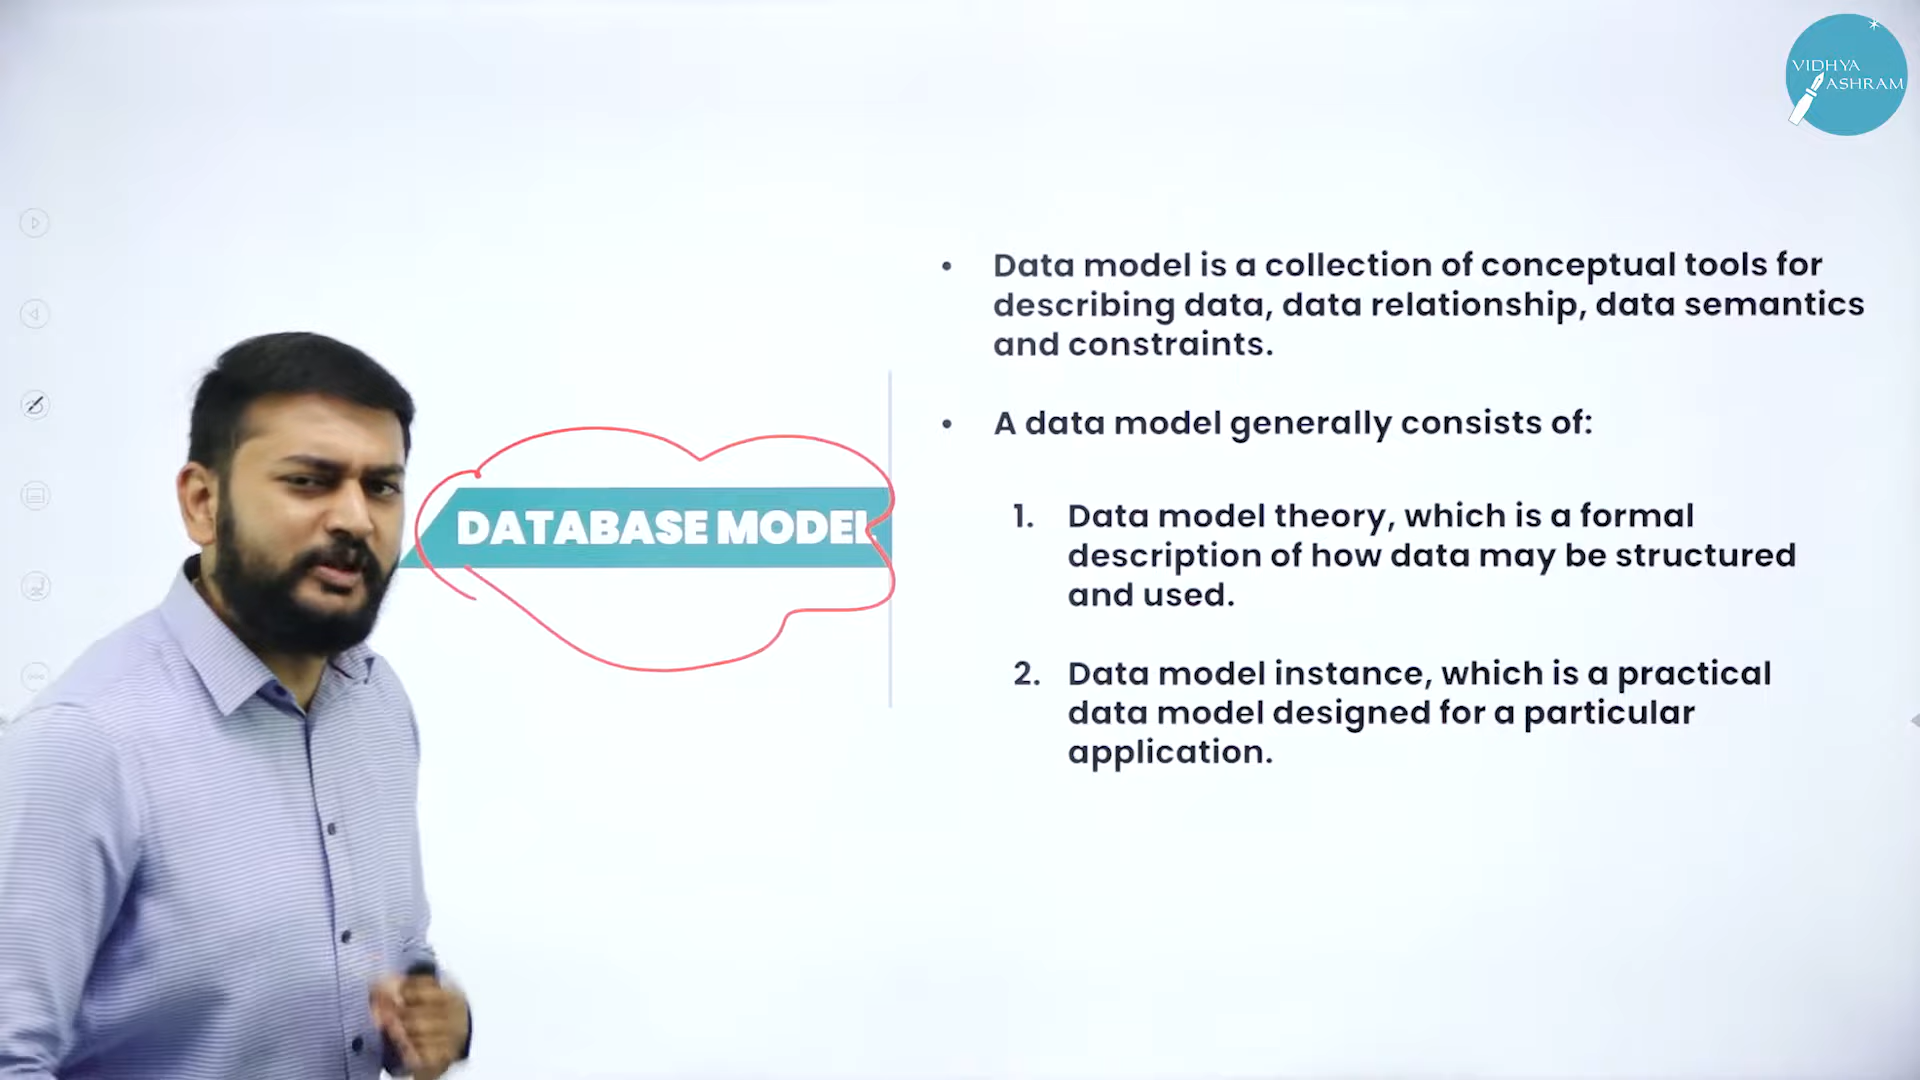 VIDHYA
ASHRAM
• Data model is a collection of conceptual tools for
describing data, data relationship, data semantics
and constraints.
• A data model generally consists of:
DATABASE MODEL
1. Data model theory, which is a formal
description of how data may be structured
and used.
2. Data model instance, which is a practical
data model designed for a particular
application.